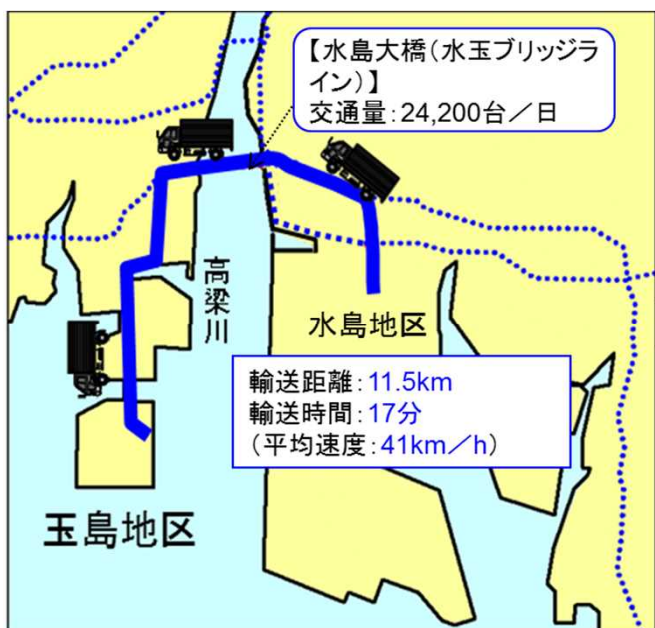 【水島大橋(水玉ブリッジラ
イン)】
交通量:24,200台/日
高梁川
水島地区
輸送距離:11.5km
輸送時間:17分
(平均速度:41km/h)
玉島地区